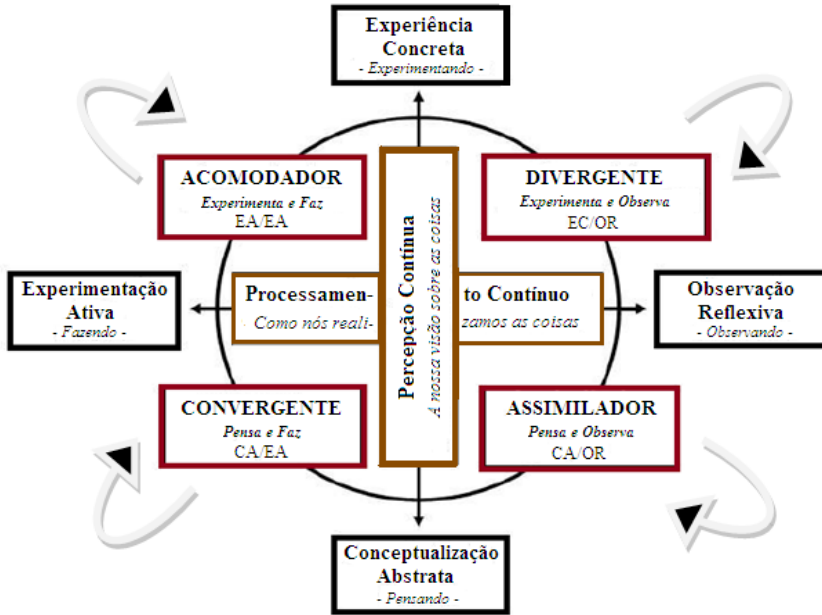 Experiência
Concreta
- Experimentando -
ACOMODADOR
Experimenta e Faz
EA/EA
DIVERGENTE
Experimenta e Observa
EC/OR
Percepção Contínua
A nossa visão sobre as coisas
Experimentação
Ativa
- Fazendo -
Processamen- to Contínuo
Como nós reali- zamos as coisas
Observação
Reflexiva
- Observando -
CONVERGENTE
Pensa e Faz
CA/EA
ASSIMILADOR
Pensa e Observa
CA/OR
Conceptualização
Abstrata
- Pensando -